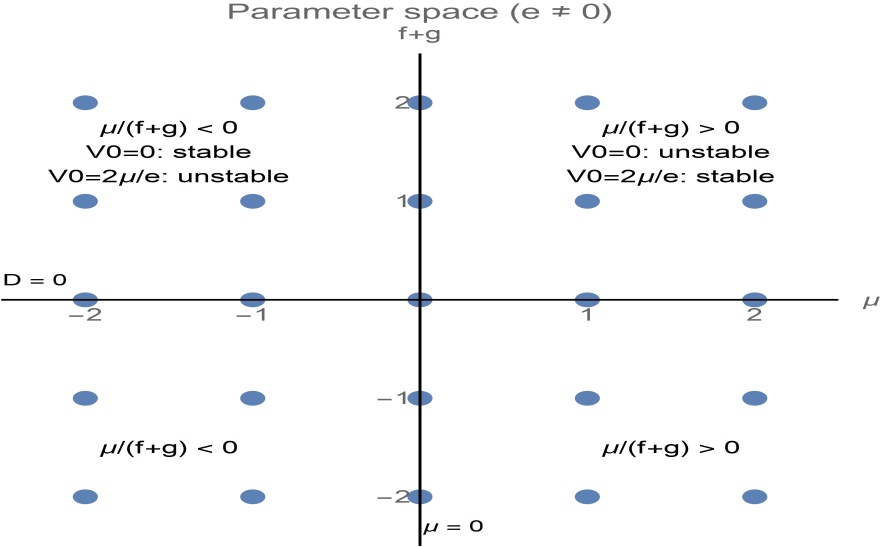 Parameter space (e ≠ 0)
f+g
2
μ/(f+g) < 0
V0=0: stable
V0=2μ/e: unstable
μ/(f+g) > 0
V0=0: unstable
V0=2μ/e: stable
1
D = 0
−2
−1
1
2
μ
−1
μ/(f+g) < 0
μ/(f+g) > 0
−2
μ = 0